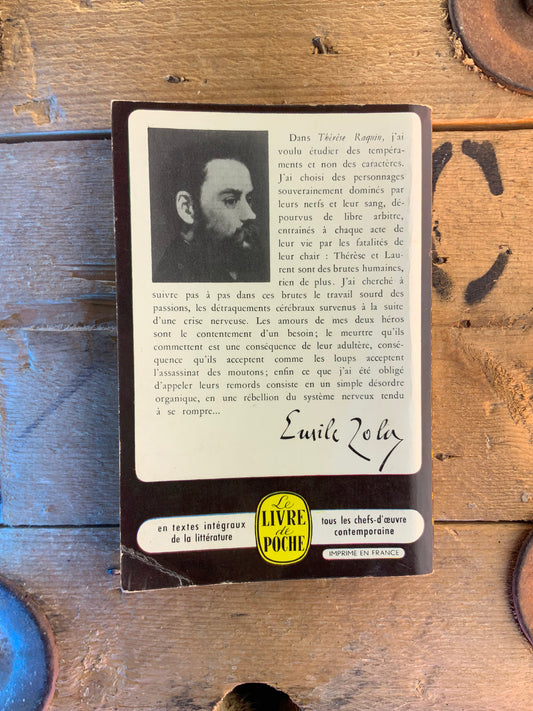 Dans Thérèse Raquin, j'ai
voulu étudier des tempéra-
ments et non des caractères.
J'ai choisi des personnages
souverainement dominés par
leurs nerfs et leur sang, dé-
pourvus de libre arbitre,
entraînés à chaque acte de
leur vie par les fatalités de
leur chair : Thérèse et Lau-
rent sont des brutes humaines,
rien de plus. J'ai cherché à
suivre pas à pas dans ces brutes le travail sourd des
passions, les détraquements cérébraux survenus à la suite
d'une crise nerveuse. Les amours de mes deux héros
sont le contentement d'un besoin; le meurtre qu'ils
commettent est une conséquence de leur adultère, consé-
quence qu'ils acceptent comme les loups acceptent
l'assassinat des moutons; enfin ce que j'ai été obligé
d'appeler leurs remords consiste en un simple désordre
organique, en une rébellion du système nerveux tendu
à se rompre...
Emile Zola
en textes intégraux
de la littérature
Le
LIVRE
de
POCHE
tous les chefs-d'œuvre
contemporaine
IMPRIME EN FRANCE